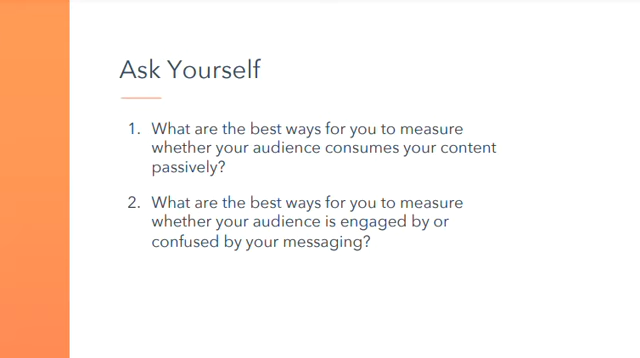 Ask Yourself
1. What are the best ways for you to measure
whether your audience consumes your content
passively?
2. What are the best ways for you to measure
whether your audience is engaged by or
confused by your messaging?